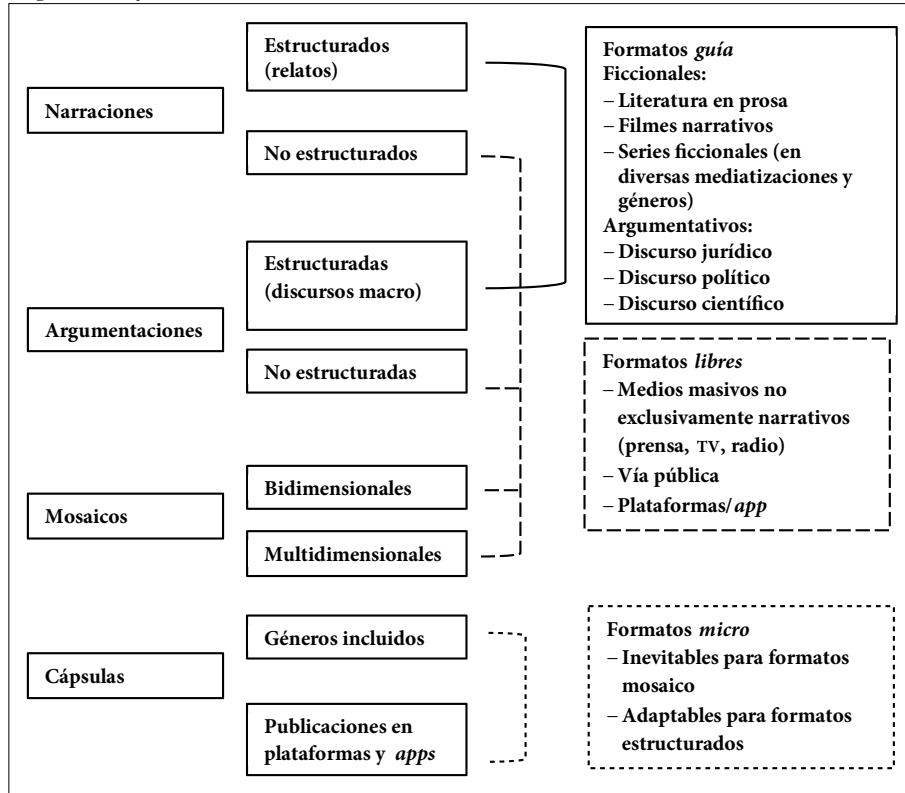 Narraciones
Estructurados
(relatos)
No estructurados
Argumentaciones
Estructuradas
(discursos macro)
No estructuradas
Mosaicos
Bidimensionales
Multidimensionales
Cápsulas
Géneros incluidos
Publicaciones en
plataformas y apps
Formatos guía
Ficcionales:
– Literatura en prosa
– Filmes narrativos
– Series ficcionales (en
diversas mediatizaciones y
géneros)
Argumentativos:
– Discurso jurídico
– Discurso político
– Discurso científico
Formatos libres
– Medios masivos no
exclusivamente narrativos
(prensa, TV, radio)
– Vía pública
– Plataformas/app
Formatos micro
– Inevitables para formatos
mosaico
– Adaptables para formatos
estructurados